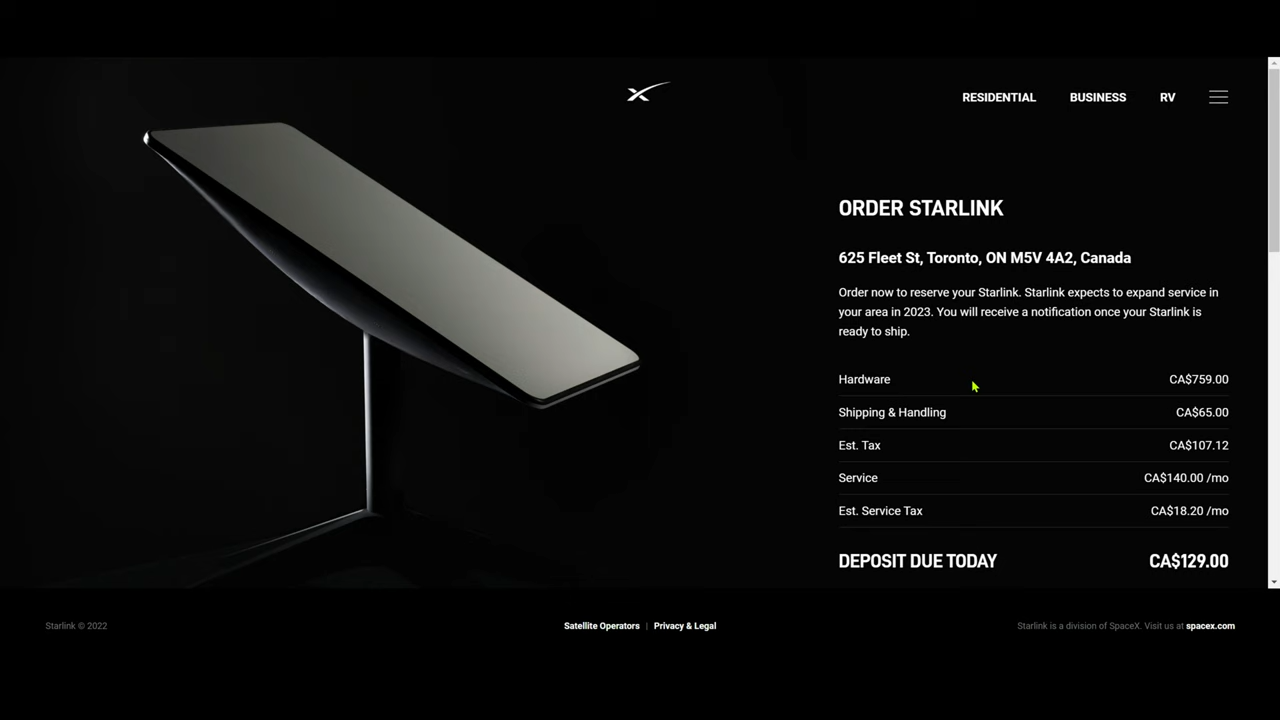 RESIDENTIAL BUSINESS RV
ORDER STARLINK
625 Fleet St, Toronto, ON M5V 4A2, Canada
Order now to reserve your Starlink. Starlink expects to expand service in
your area in 2023. You will receive a notification once your Starlink is
ready to ship.
Hardware CA$759.00
Shipping & Handling CA$65.00
Est. Tax CA$107.12
Service CA$140.00 /mo
Est. Service Tax CA$18.20 /mo
DEPOSIT DUE TODAY CA$129.00
Starlink © 2022 Satellite Operators | Privacy & Legal Starlink is a division of SpaceX. Visit us at spacex.com